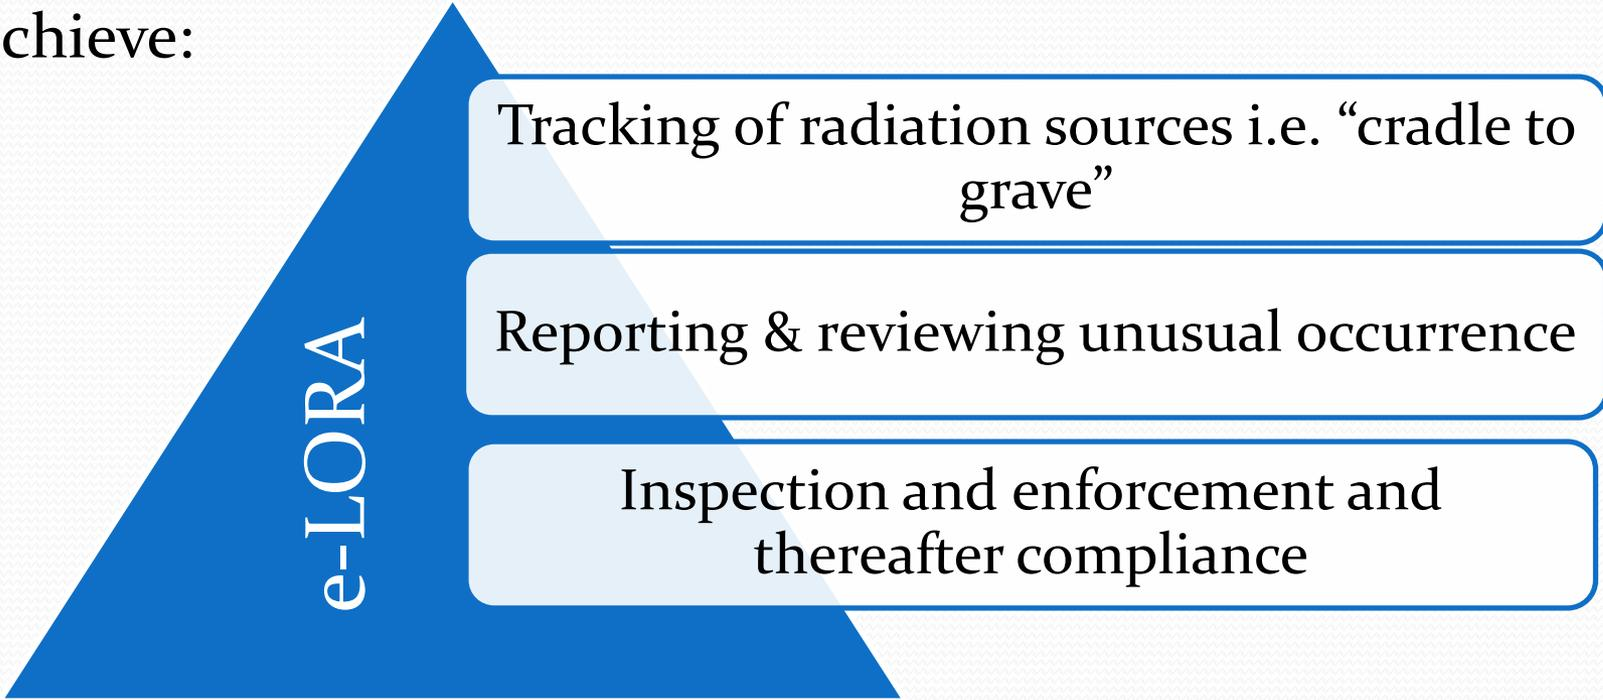 chieve:
Tracking of radiation sources i.e. “cradle to
grave”
Reporting & reviewing unusual occurrence
Inspection and enforcement and
thereafter compliance
e-LORA